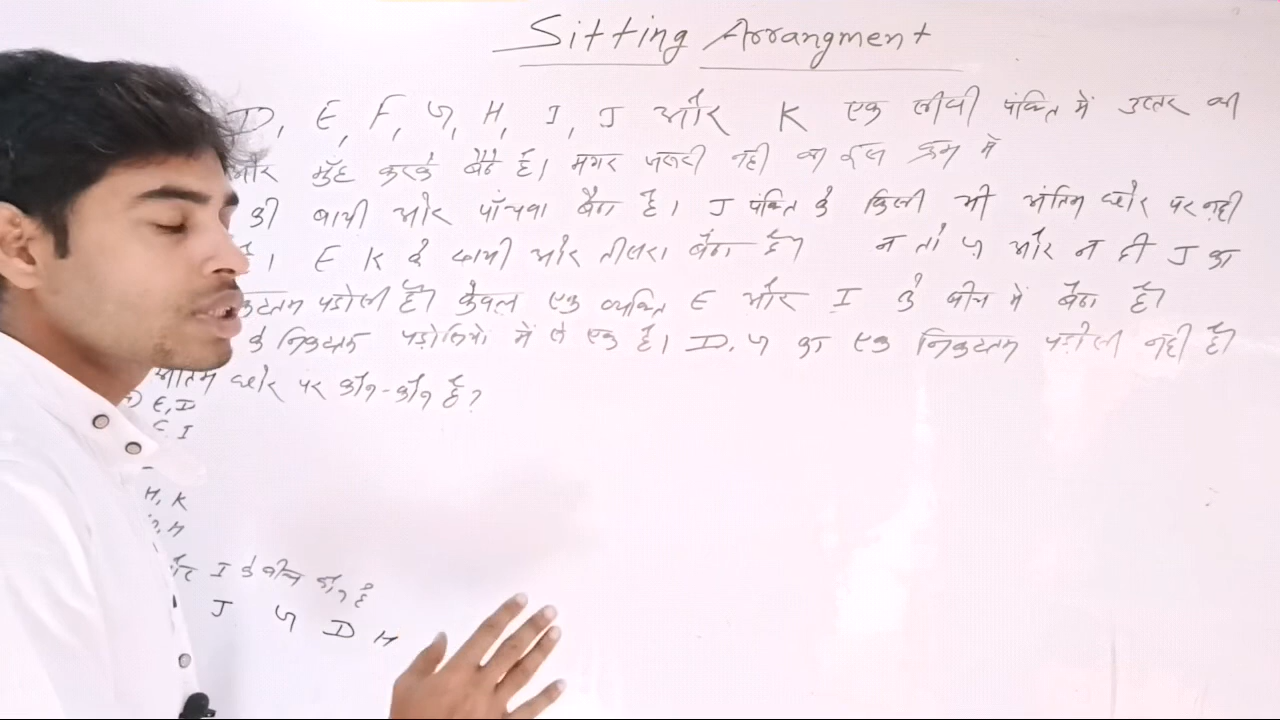 Sitting Arrangment
D, E, F, G, H, I, J और K एक सीधी पंक्ति में उत्तर की
ओर मुँह करके बैठे हैं। मगर जरूरी नही की इस क्रम में
की बायी ओर पाँचवा बैठा है। J पंक्ति के किसी भी अंतिम छोर पर नही
है। E K के दायी ओर तीसरा बैठा है। न तो G और न ही J का
निकटतम पड़ोसी है। केवल एक व्यक्ति E और I के बीच में बैठा है।
के निकटतम पड़ोसियो में से एक है। D, G का एक निकटतम पड़ोसी नही है।
अंतिम छोर पर कौन-कौन है?
E, D
I
H, K
H
और I के बीच कौन है
J G D H